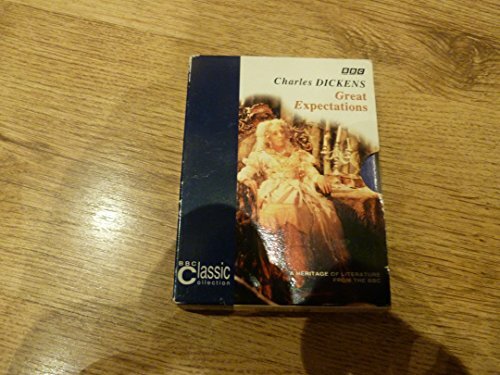 BBC
Charles DICKENS
Great
Expectations
BBC
Classic
Collection
A HERITAGE OF LITERATURE
FROM THE BBC